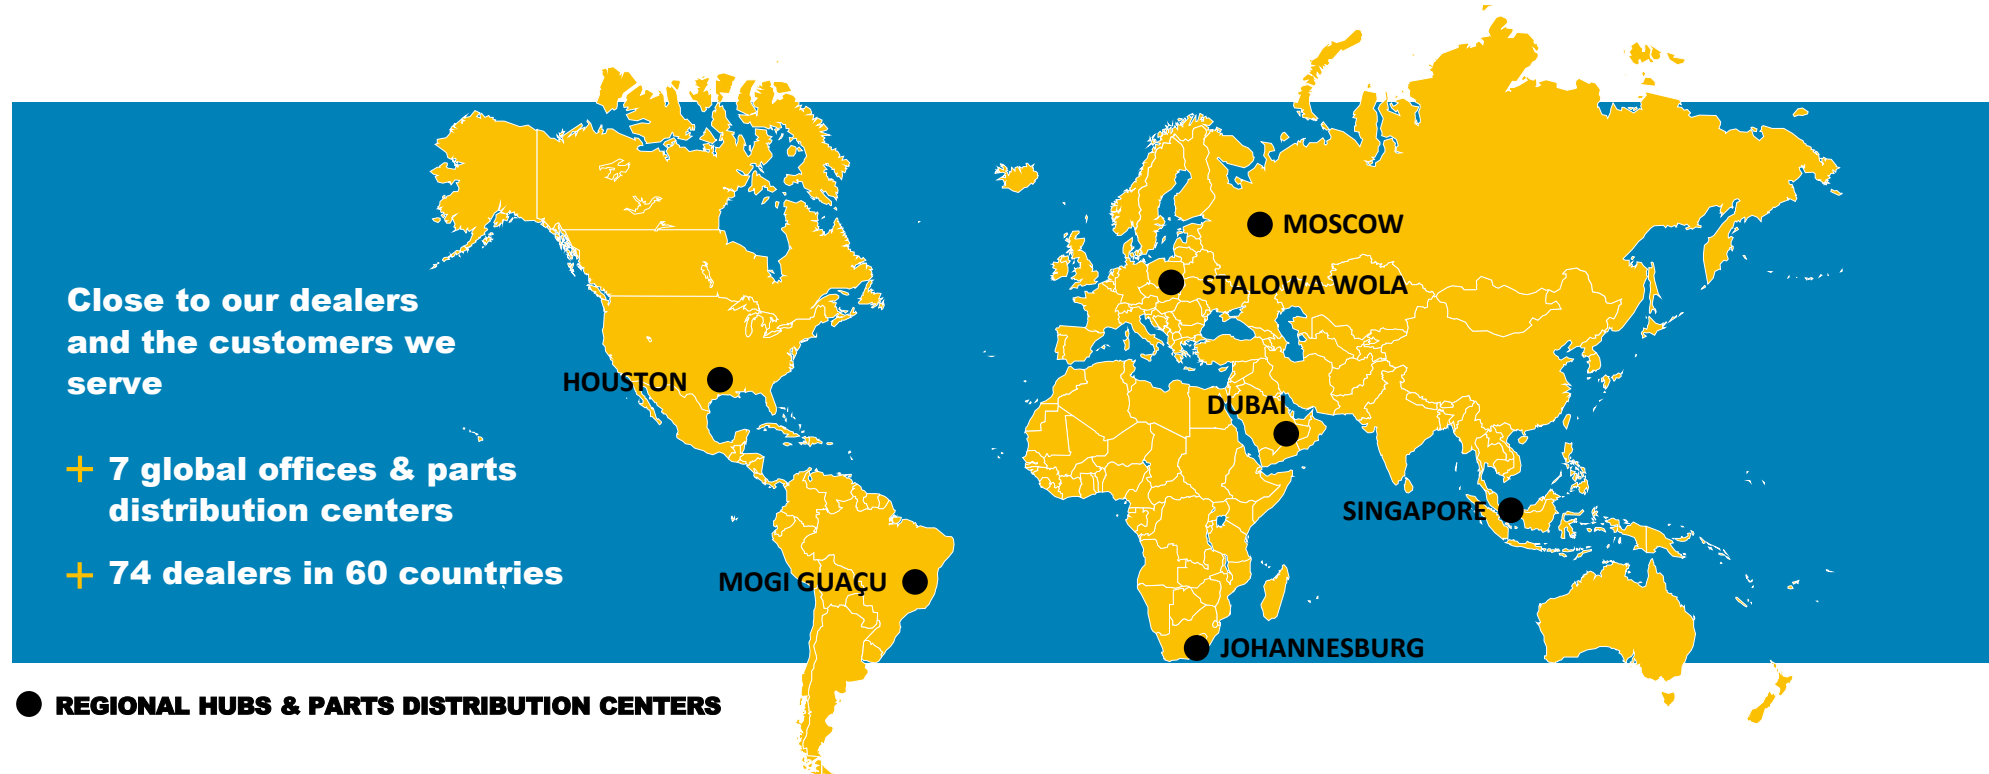 MOSCOW
STALOWA WOLA
Close to our dealers
and the customers we
serve
HOUSTON
DUBAI
+ 7 global offices & parts
distribution centers
SINGAPORE
+ 74 dealers in 60 countries
MOGI GUAÇU
JOHANNESBURG
REGIONAL HUBS & PARTS DISTRIBUTION CENTERS